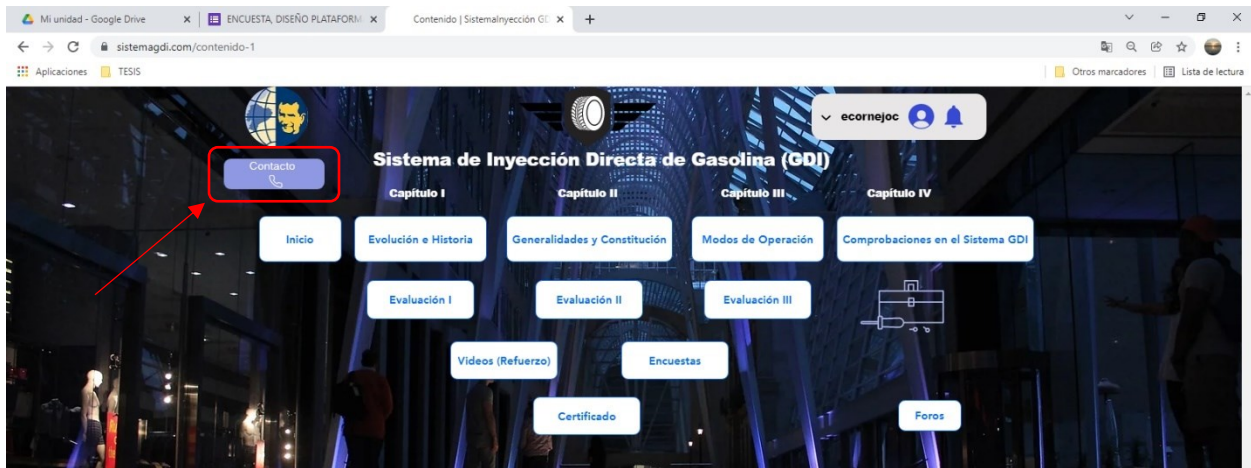 Mi unidad - Google Drive
ENCUESTA, DISEÑO PLATAFORM
Contenido | SistemaInyección GD
sistemagdi.com/contenido-1
Aplicaciones
TESIS
Otros marcadores
Lista de lectura
ecornejoc
Contacto
Sistema de Inyección Directa de Gasolina (GDI)
Capítulo I
Capítulo II
Capítulo III
Capítulo IV
Inicio
Evolución e Historia
Generalidades y Constitución
Modos de Operación
Comprobaciones en el Sistema GDI
Evaluación I
Evaluación II
Evaluación III
Videos (Refuerzo)
Encuestas
Certificado
Foros